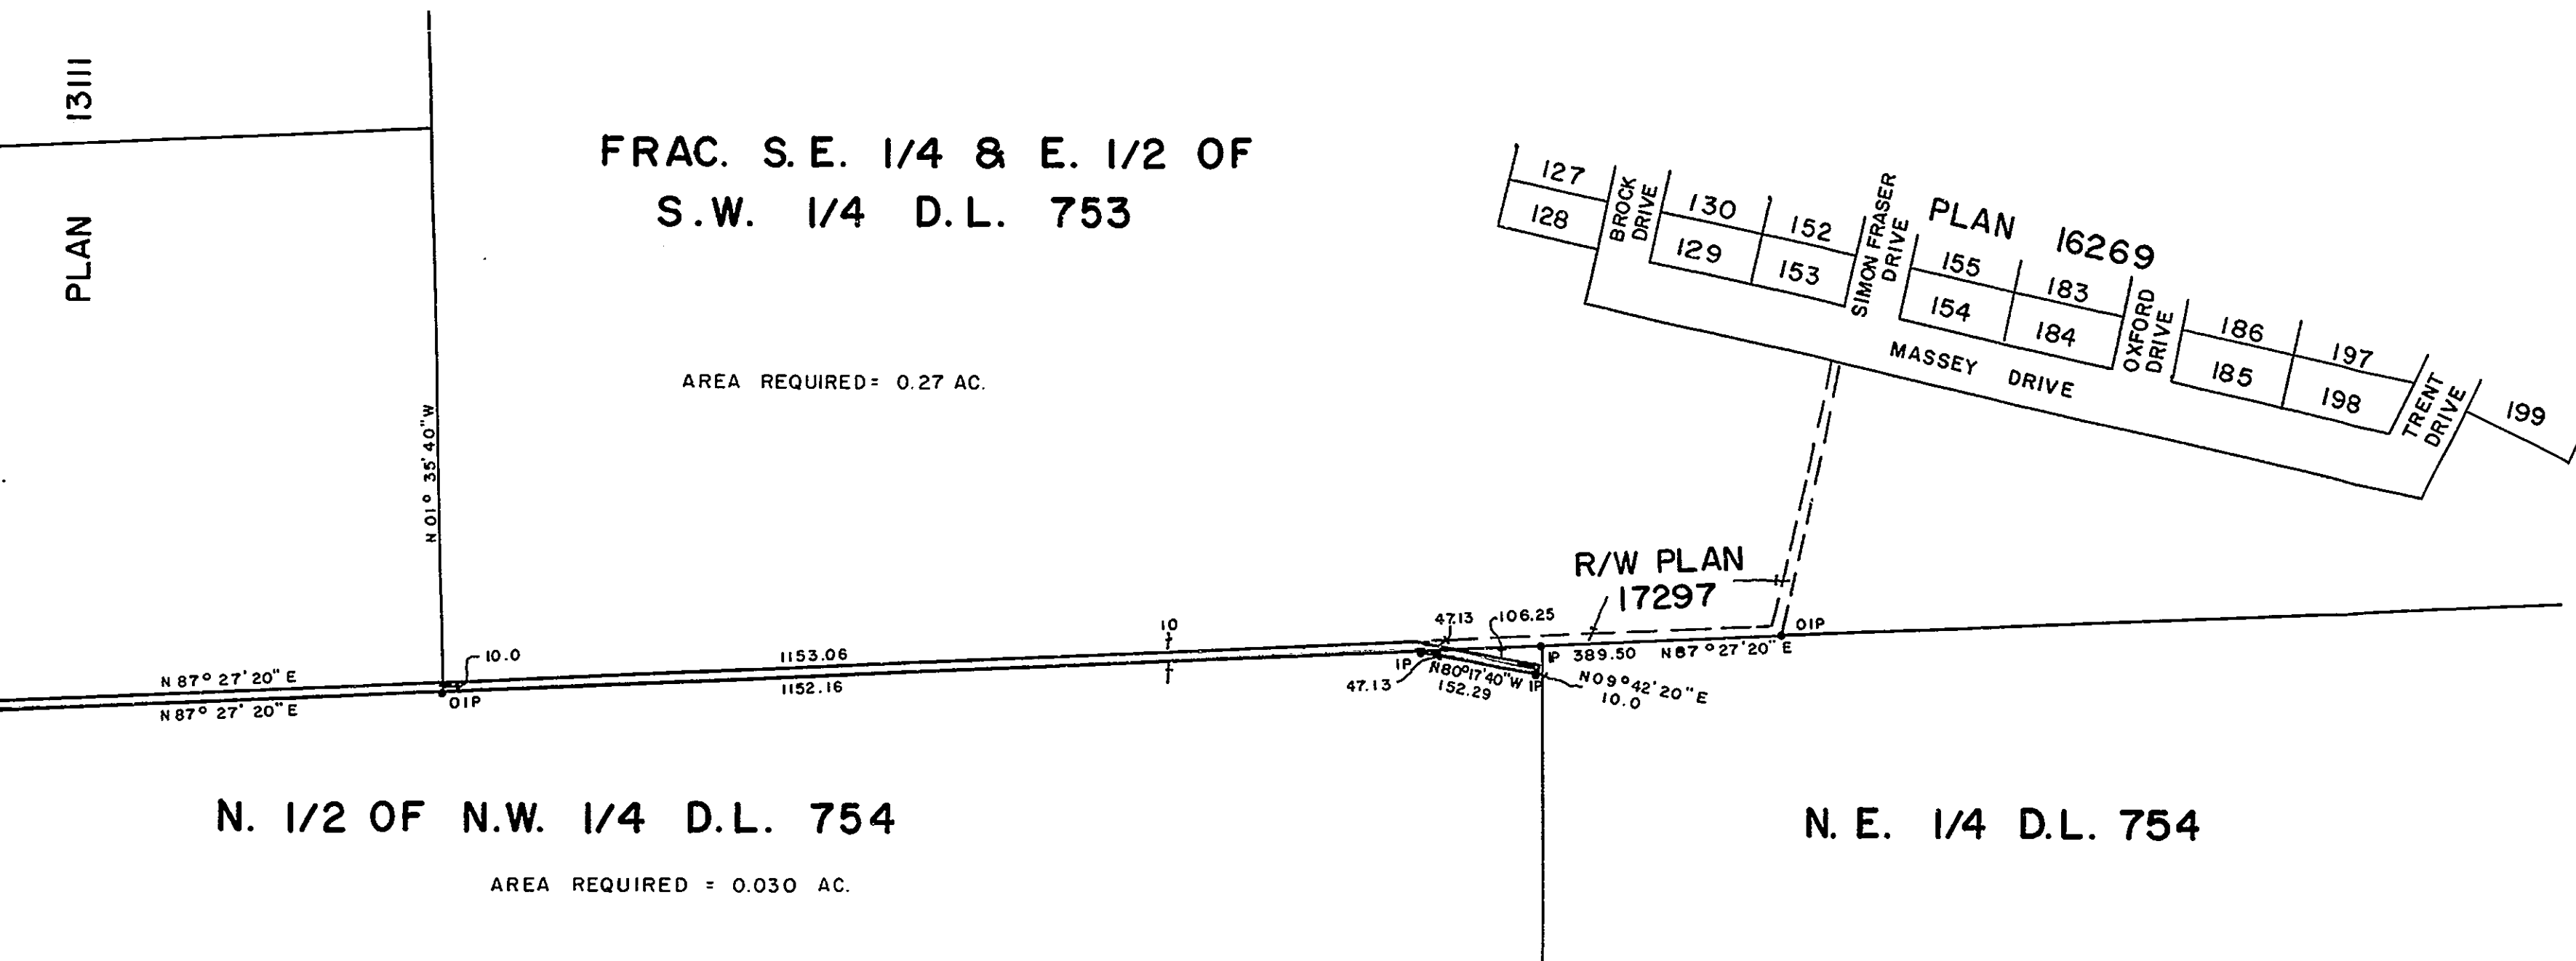 PLAN 13111
FRAC. S.E. 1/4 & E. 1/2 OF
S.W. 1/4 D.L. 753
AREA REQUIRED= 0.27 AC.
N 01° 35' 40" W
127
128
BROCK
DRIVE
130
129
152
153
SIMON FRASER
DRIVE
PLAN 16269
155
154
183
184
OXFORD
DRIVE
186
185
197
198
TRENT
DRIVE
199
MASSEY DRIVE
R/W PLAN
17297
N 87° 27' 20" E
N 87° 27' 20" E
10.0
OIP
1153.06
1152.16
10
47.13
106.25
IP
47.13
N80°17'40"W
152.29
IP
IP
389.50
N 87° 27' 20" E
OIP
N 09° 42' 20" E
10.0
N. 1/2 OF N.W. 1/4 D.L. 754
AREA REQUIRED = 0.030 AC.
N.E. 1/4 D.L. 754